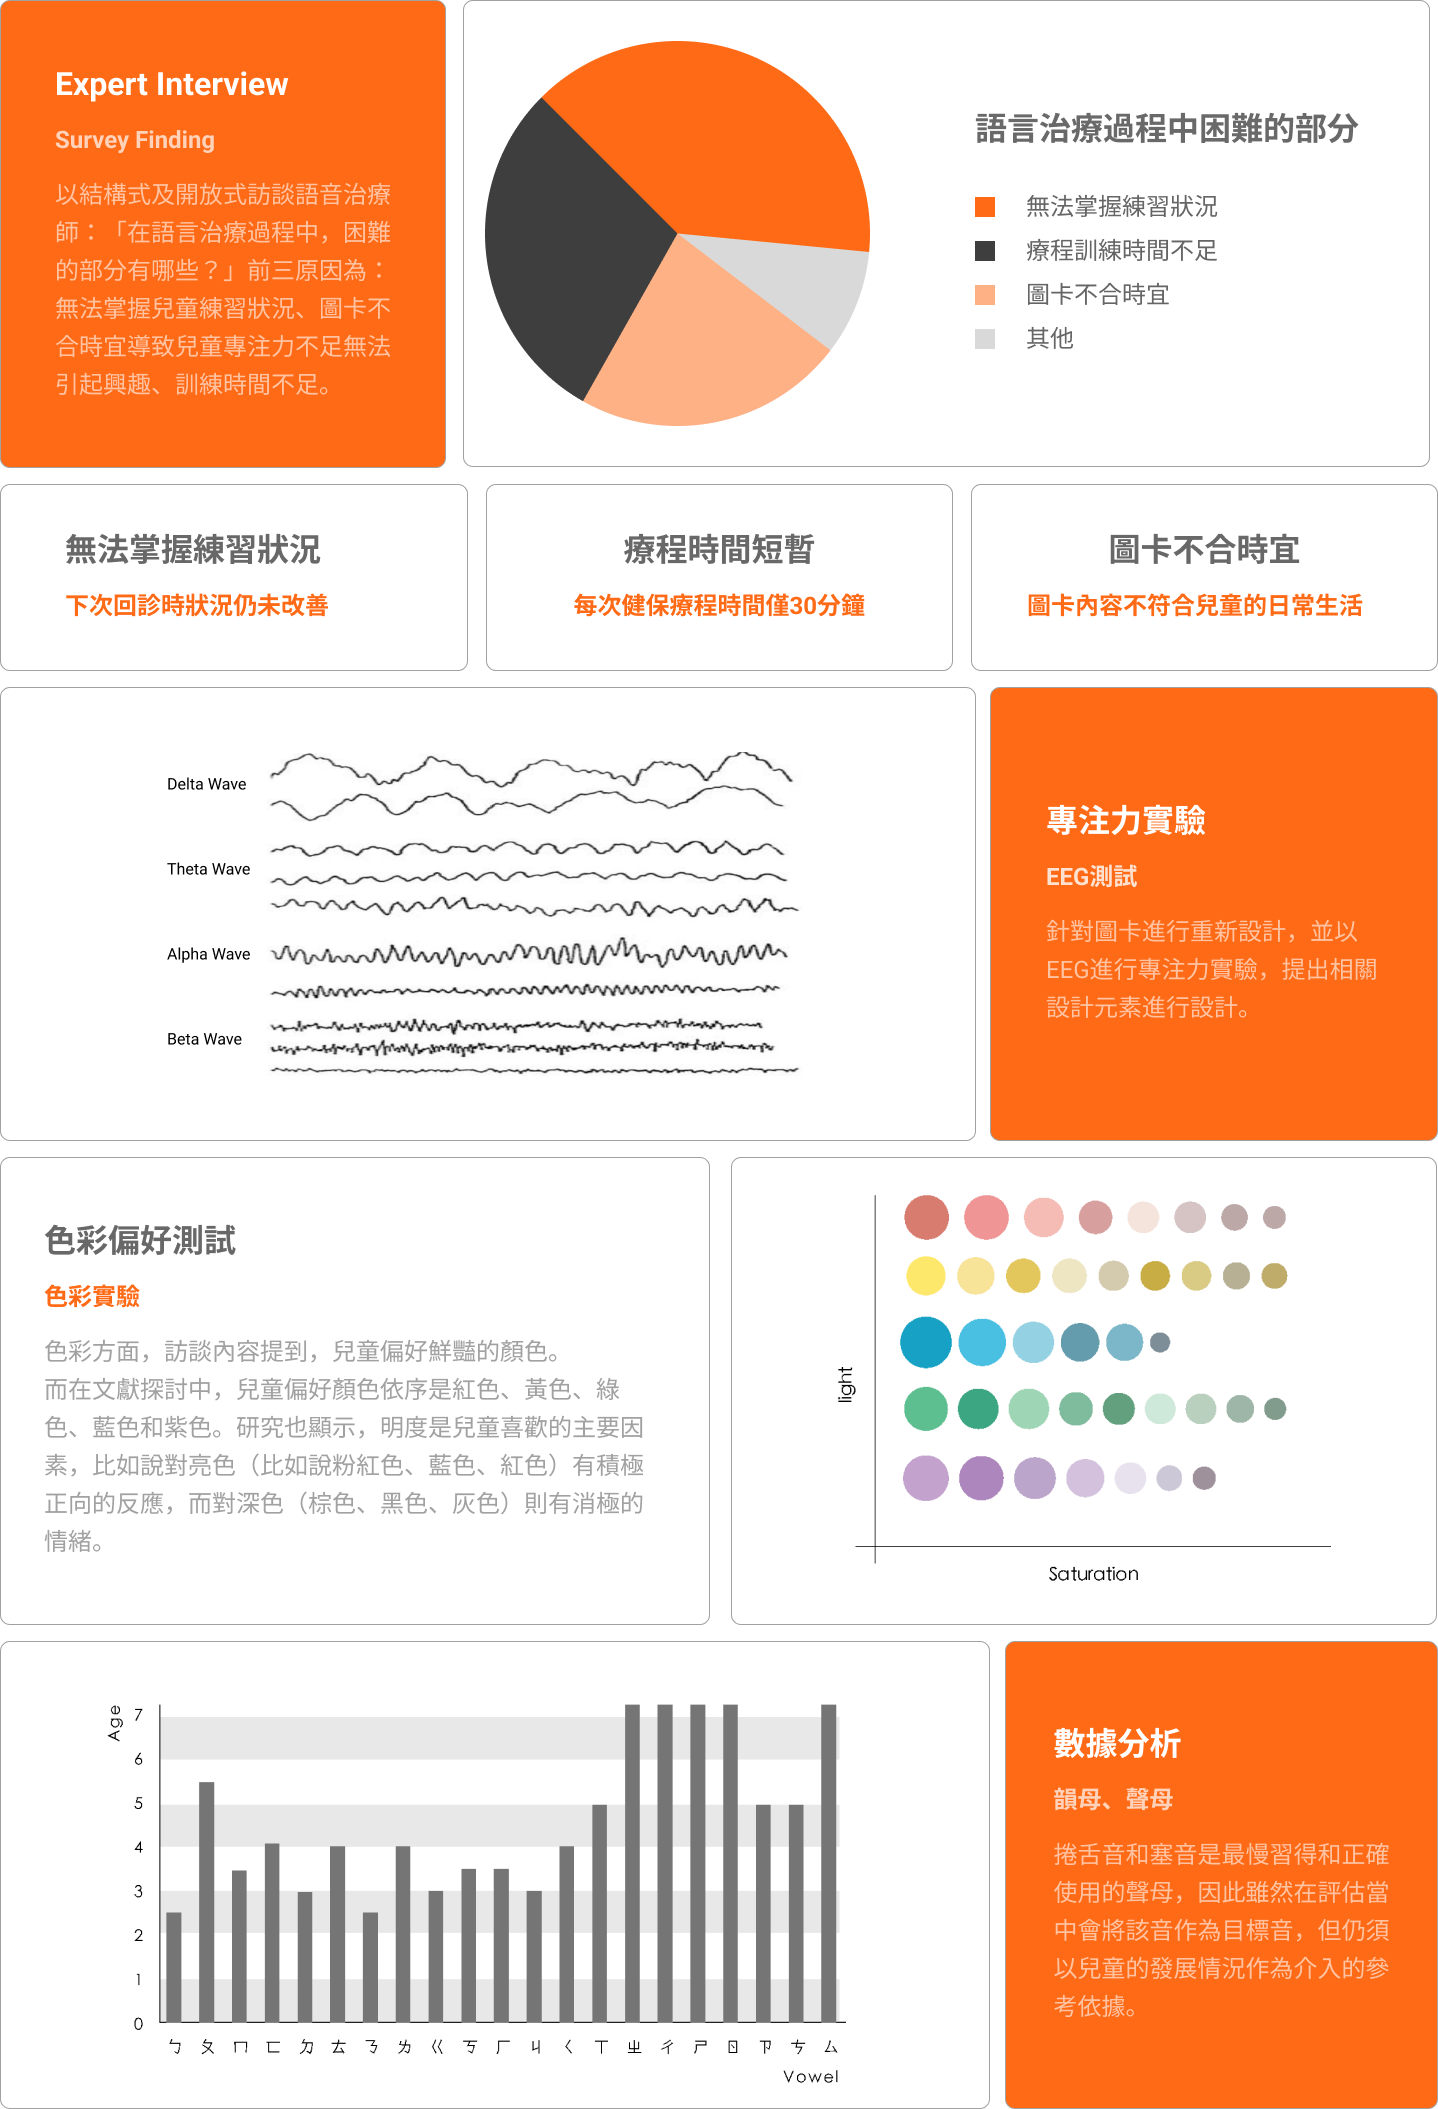 Expert Interview
Survey Finding
以結構式及開放式訪談語音治療
師：「在語言治療過程中，困難
的部分有哪些？」前三原因為：
無法掌握兒童練習狀況、圖卡不
合時宜導致兒童專注力不足無法
引起興趣、訓練時間不足。
語言治療過程中困難的部分
無法掌握練習狀況
療程訓練時間不足
圖卡不合時宜
其他
無法掌握練習狀況
下次回診時狀況仍未改善
療程時間短暫
每次健保療程時間僅30分鐘
圖卡不合時宜
圖卡內容不符合兒童的日常生活
Delta Wave
Theta Wave
Alpha Wave
Beta Wave
專注力實驗
EEG測試
針對圖卡進行重新設計，並以
EEG進行專注力實驗，提出相關
設計元素進行設計。
色彩偏好測試
色彩實驗
色彩方面，訪談內容提到，兒童偏好鮮豔的顏色。
而在文獻探討中，兒童偏好顏色依序是紅色、黃色、綠
色、藍色和紫色。研究也顯示，明度是兒童喜歡的主要因
素，比如說對亮色（比如說粉紅色、藍色、紅色）有積極
正向的反應，而對深色（棕色、黑色、灰色）則有消極的
情緒。
light
Saturation
Age
7
6
5
4
3
2
1
0
ㄅ ㄆ ㄇ ㄈ ㄉ ㄊ ㄋ ㄌ ㄍ ㄎ ㄏ ㄐ ㄑ ㄒ ㄓ ㄔ ㄕ ㄖ ㄗ ㄘ ㄙ
Vowel
數據分析
韻母、聲母
捲舌音和塞音是最慢習得和正確
使用的聲母，因此雖然在評估當
中會將該音作為目標音，但仍須
以兒童的發展情況作為介入的參
考依據。